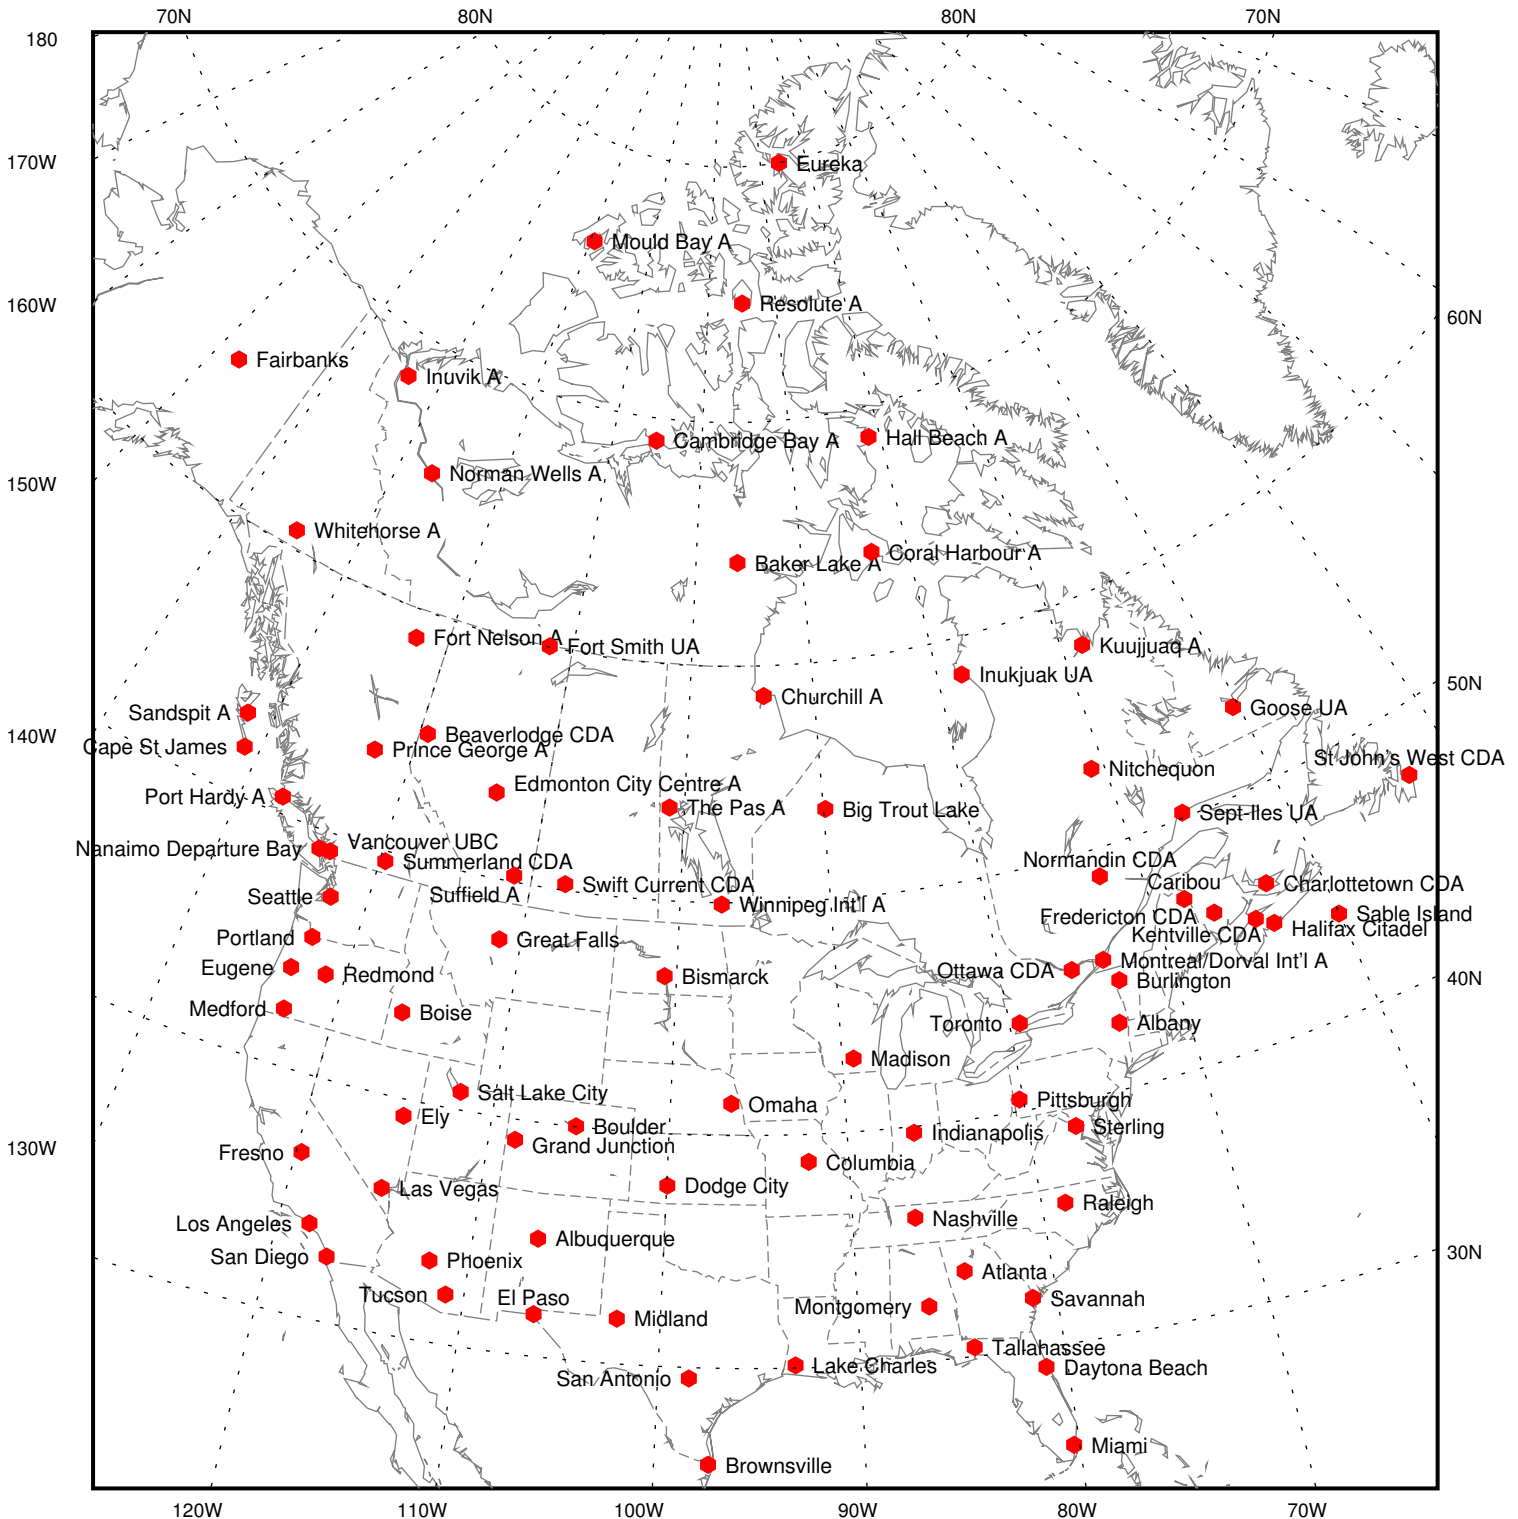 70N
80N
80N
70N
180
170W
Eureka
Mould Bay A
160W
Resolute A
60N
Fairbanks
Inuvik A
Cambridge Bay A
Hall Beach A
Norman Wells A
150W
Whitehorse A
Coral Harbour A
Baker Lake A
Fort Nelson A
Fort Smith UA
Kuujjuaq A
Inukjuak UA
50N
Churchill A
Goose UA
Sandspit A
140W
Beaverlodge CDA
Cape St James
Prince George A
St John's West CDA
Nitchequon
Edmonton City Centre A
Port Hardy A
The Pas A
Big Trout Lake
Sept-Iles UA
Vancouver UBC
Nanaimo Departure Bay
Summerland CDA
Normandin CDA
Suffield A
Swift Current CDA
Caribou
Charlottetown CDA
Seattle
Winnipeg Int'l A
Fredericton CDA
Sable Island
Kentville CDA
Halifax Citadel
Portland
Great Falls
Eugene
Redmond
Bismarck
Ottawa CDA
Montreal/Dorval Int'l A
Burlington
40N
Medford
Boise
Toronto
Albany
Madison
Salt Lake City
Pittsburgh
Ely
Omaha
Boulder
Sterling
Indianapolis
130W
Fresno
Grand Junction
Columbia
Las Vegas
Dodge City
Raleigh
Los Angeles
Nashville
Albuquerque
San Diego
Phoenix
30N
Atlanta
Tucson
El Paso
Savannah
Midland
Montgomery
Tallahassee
Lake Charles
Daytona Beach
San Antonio
Miami
Brownsville
120W
110W
100W
90W
80W
70W